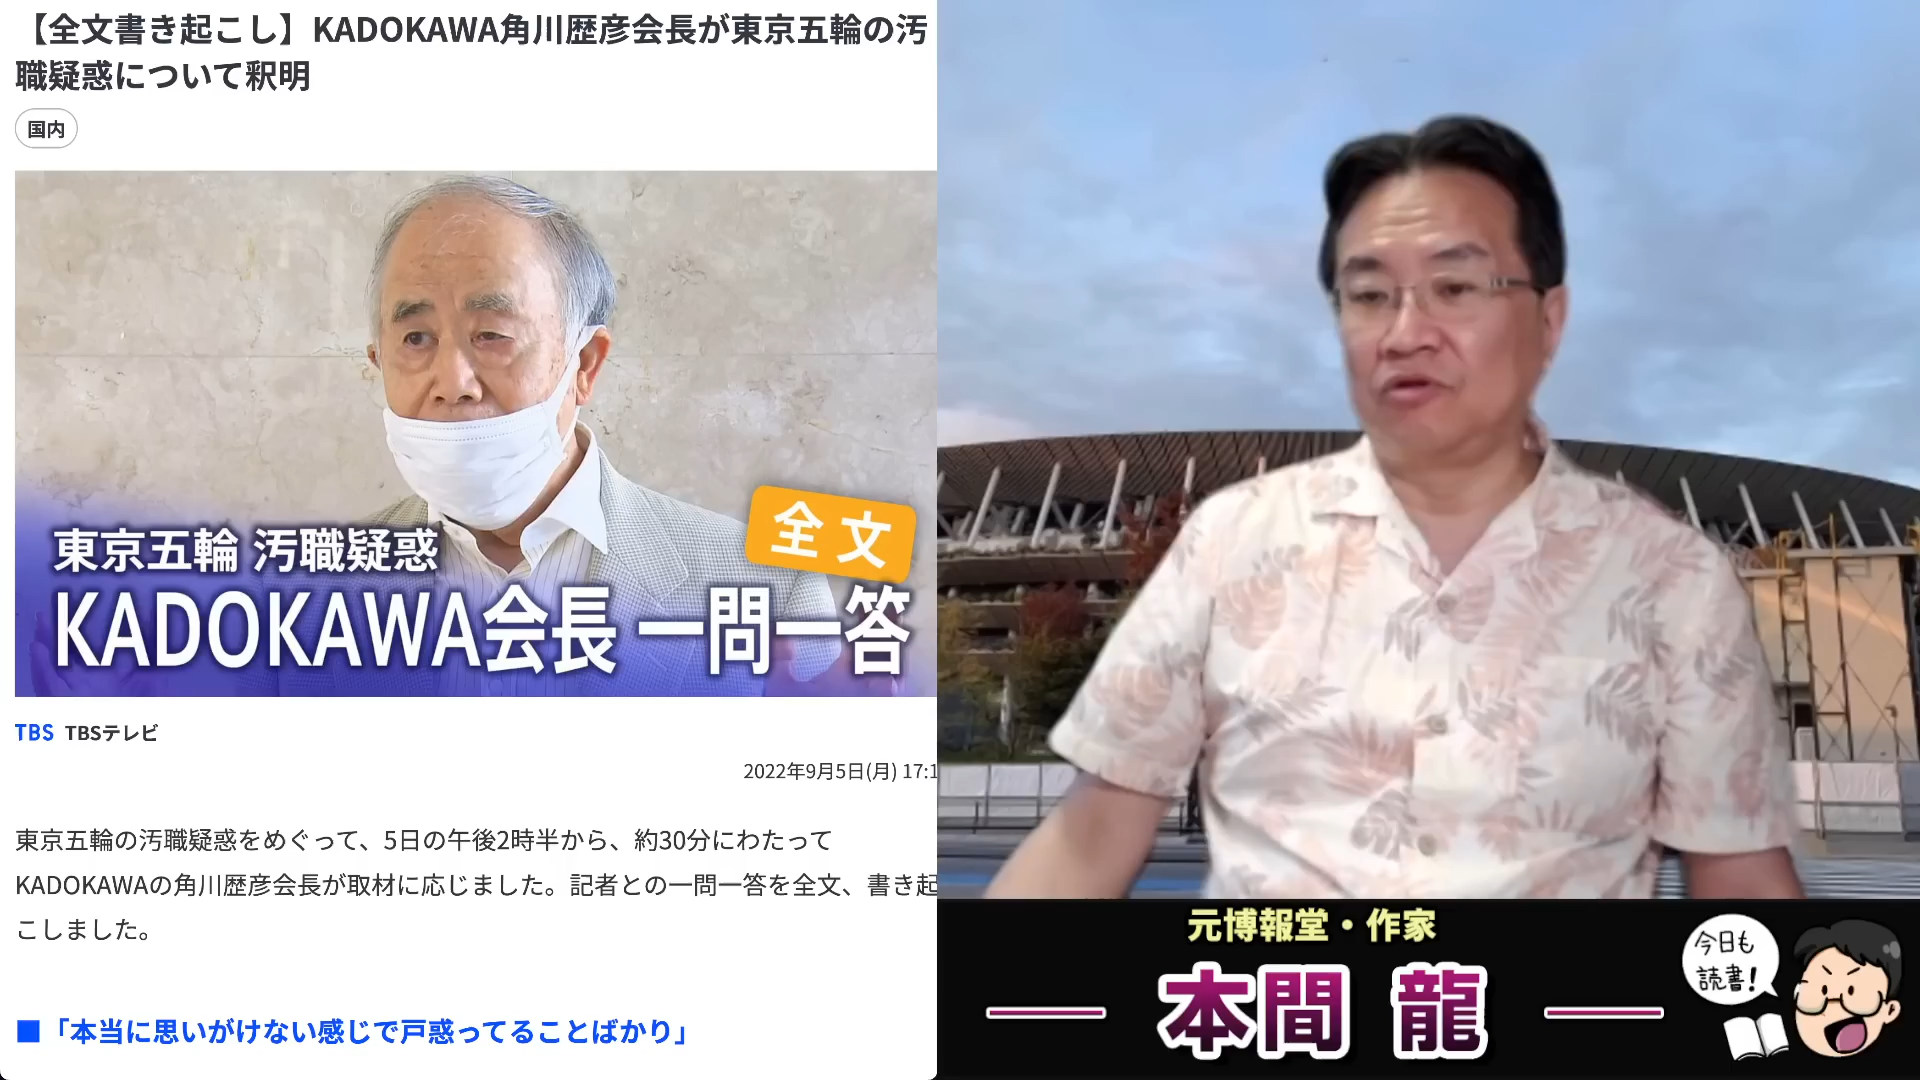 【全文書き起こし】KADOKAWA角川歴彦会長が東京五輪の汚
職疑惑について釈明
国内
全文
東京五輪 汚職疑惑
KADOKAWA会長 一問一答
TBS TBSテレビ
2022年9月5日(月) 17:1
東京五輪の汚職疑惑をめぐって、5日の午後2時半から、約30分にわたって
KADOKAWAの角川歴彦会長が取材に応じました。記者との一問一答を全文、書き起
こしました。
■「本当に思いがけない感じで戸惑ってることばかり」
元博報堂・作家
本間 龍
今日も
読書!